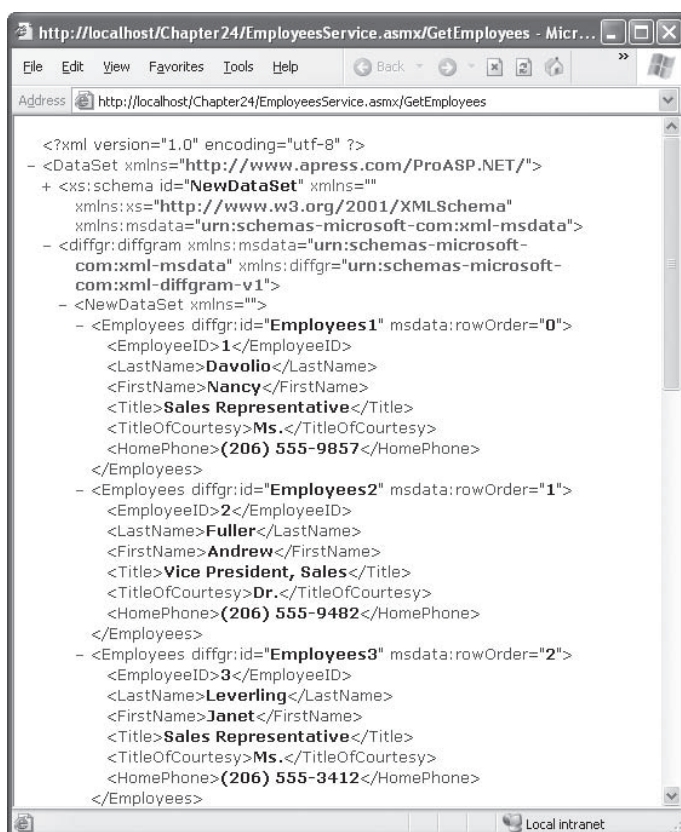 http://localhost/Chapter24/EmployeesService.asmx/GetEmployees - Micr...
File Edit View Favorites Tools Help Back »
Address http://localhost/Chapter24/EmployeesService.asmx/GetEmployees
<?xml version="1.0" encoding="utf-8" ?>
- <DataSet xmlns="http://www.apress.com/ProASP.NET/">
+ <xs:schema id="NewDataSet" xmlns=""
xmlns:xs="http://www.w3.org/2001/XMLSchema"
xmlns:msdata="urn:schemas-microsoft-com:xml-msdata">
- <diffgr:diffgram xmlns:msdata="urn:schemas-microsoft-
com:xml-msdata" xmlns:diffgr="urn:schemas-microsoft-
com:xml-diffgram-v1">
- <NewDataSet xmlns="">
- <Employees diffgr:id="Employees1" msdata:rowOrder="0">
<EmployeeID>1</EmployeeID>
<LastName>Davolio</LastName>
<FirstName>Nancy</FirstName>
<Title>Sales Representative</Title>
<TitleOfCourtesy>Ms.</TitleOfCourtesy>
<HomePhone>(206) 555-9857</HomePhone>
</Employees>
- <Employees diffgr:id="Employees2" msdata:rowOrder="1">
<EmployeeID>2</EmployeeID>
<LastName>Fuller</LastName>
<FirstName>Andrew</FirstName>
<Title>Vice President, Sales</Title>
<TitleOfCourtesy>Dr.</TitleOfCourtesy>
<HomePhone>(206) 555-9482</HomePhone>
</Employees>
- <Employees diffgr:id="Employees3" msdata:rowOrder="2">
<EmployeeID>3</EmployeeID>
<LastName>Leverling</LastName>
<FirstName>Janet</FirstName>
<Title>Sales Representative</Title>
<TitleOfCourtesy>Ms.</TitleOfCourtesy>
<HomePhone>(206) 555-3412</HomePhone>
</Employees>
Local intranet